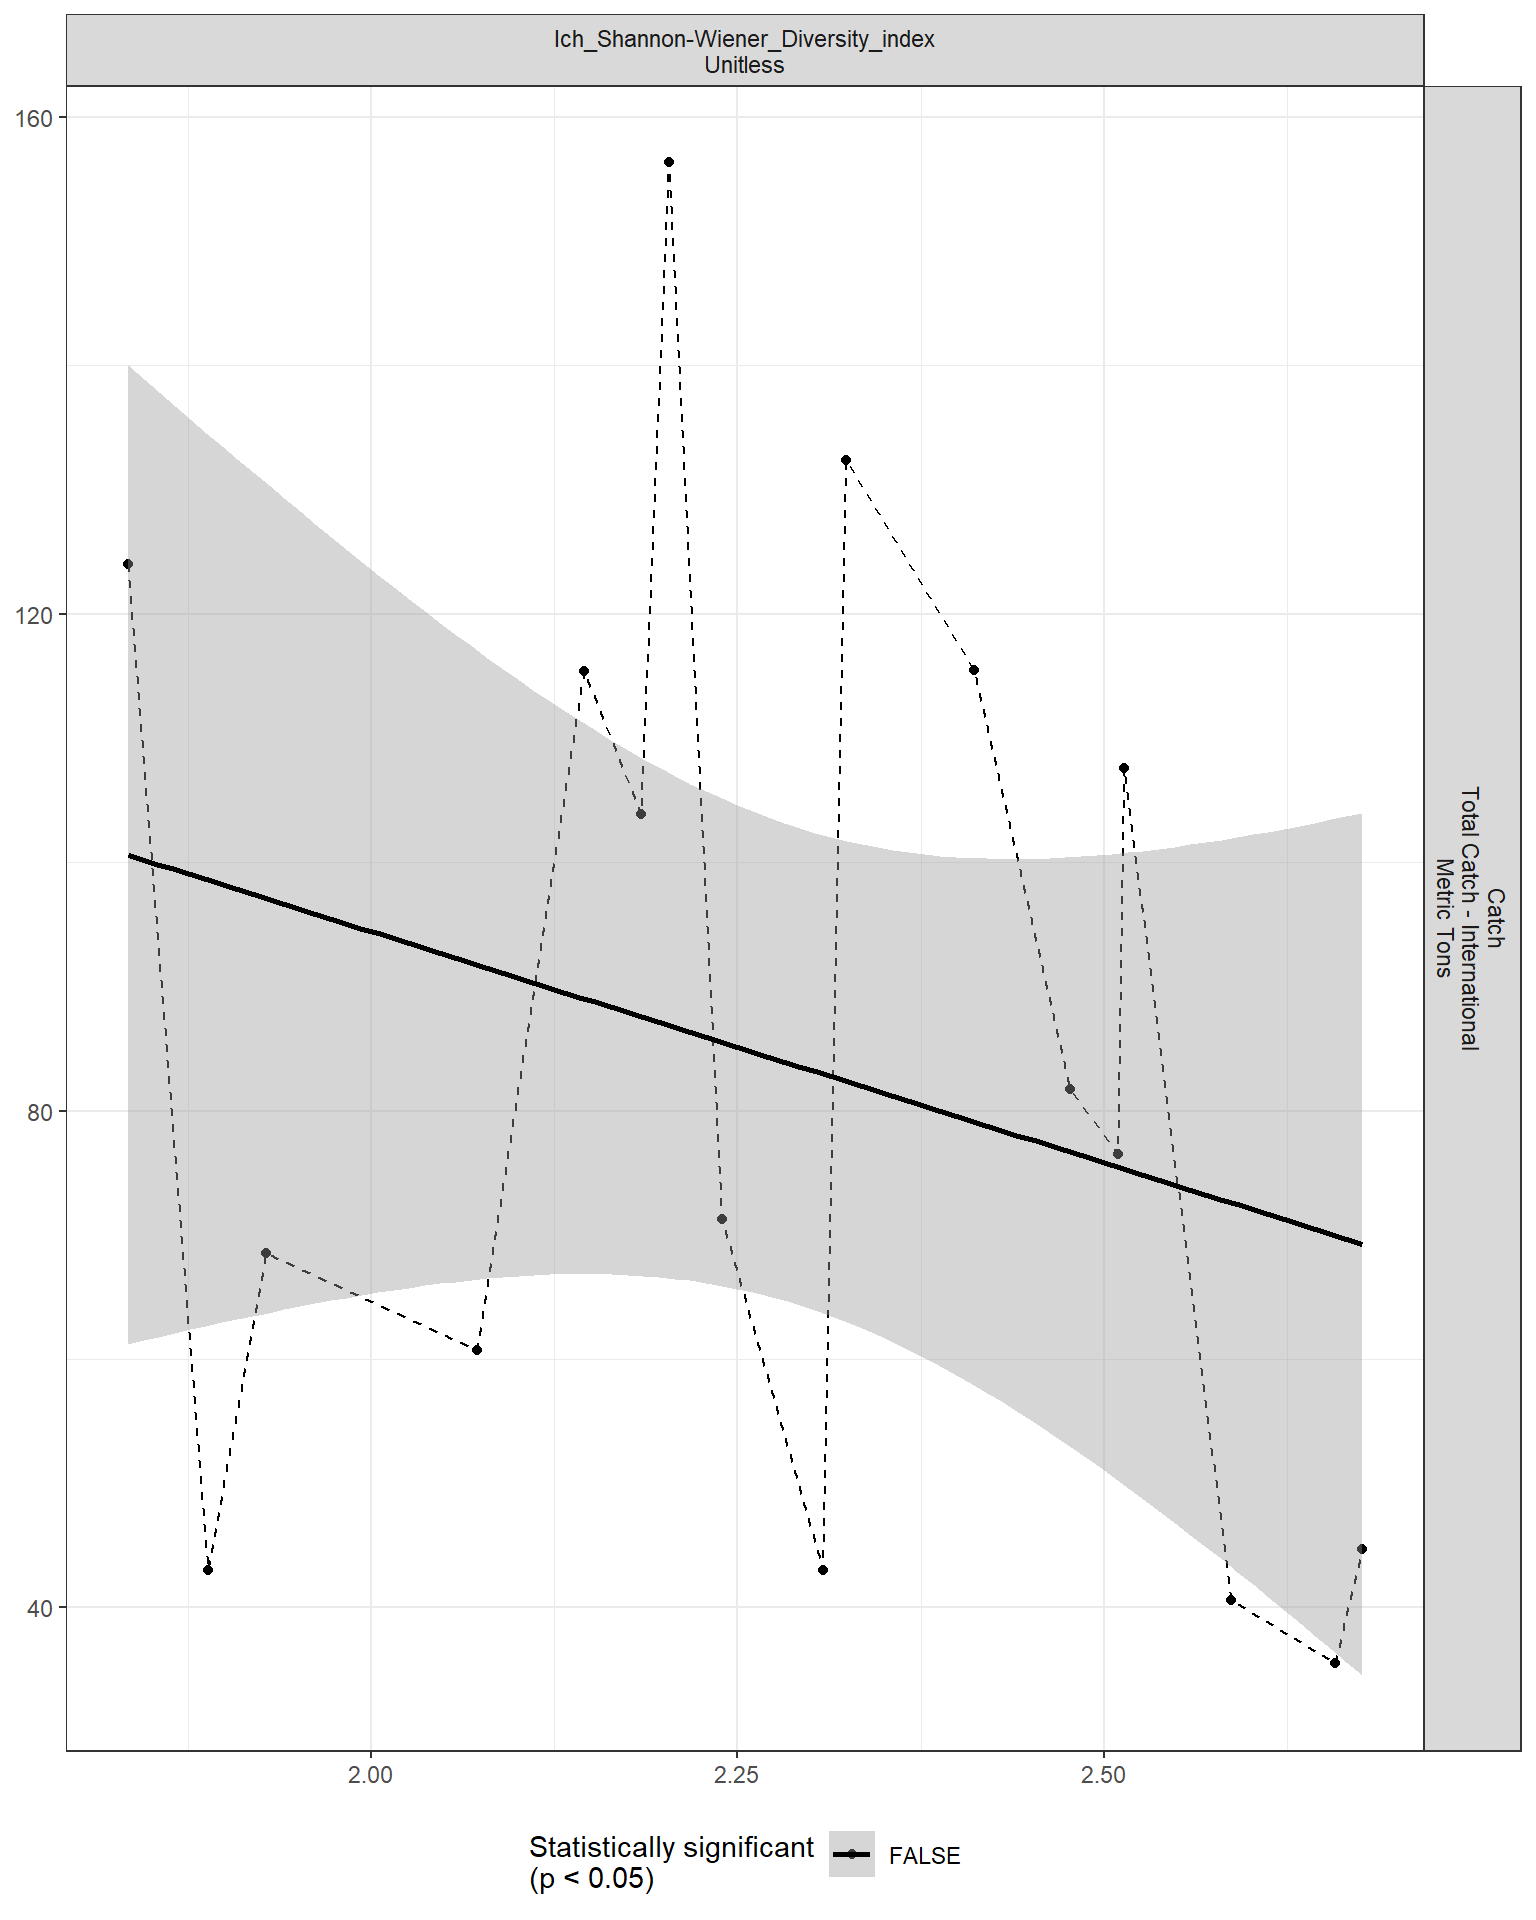 Ich_Shannon-Wiener_Diversity_index
Unitless
160
120
80
40
Catch
Total Catch - International
Metric Tons
2.00
2.25
2.50
Statistically significant
(p < 0.05)
FALSE